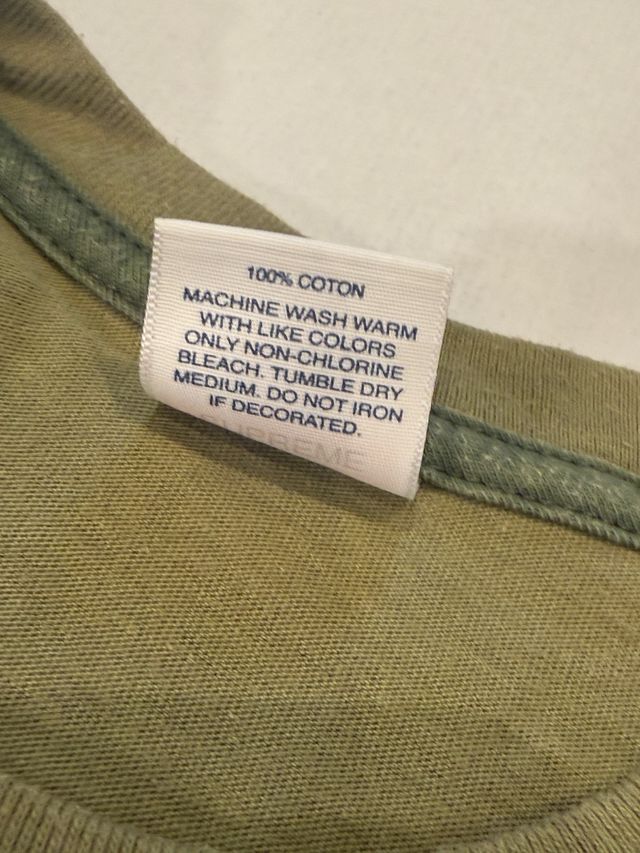 100% COTON
MACHINE WASH WARM
WITH LIKE COLORS
ONLY NON-CHLORINE
BLEACH. TUMBLE DRY
MEDIUM. DO NOT IRON
IF DECORATED.
SUPREME